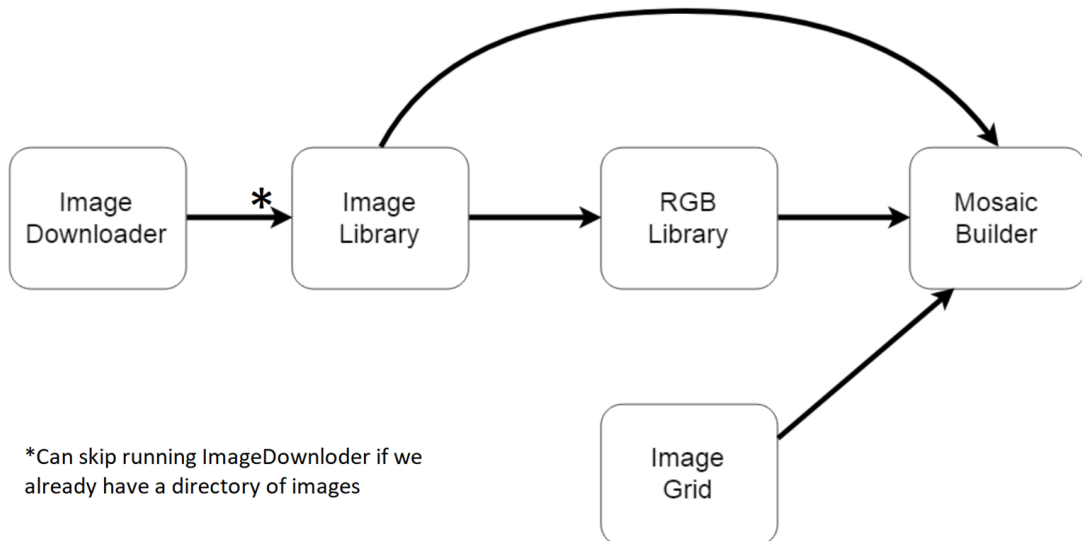 Image
Downloader
*
Image
Library
RGB
Library
Mosaic
Builder
Image
Grid
*Can skip running ImageDownloder if we
already have a directory of images